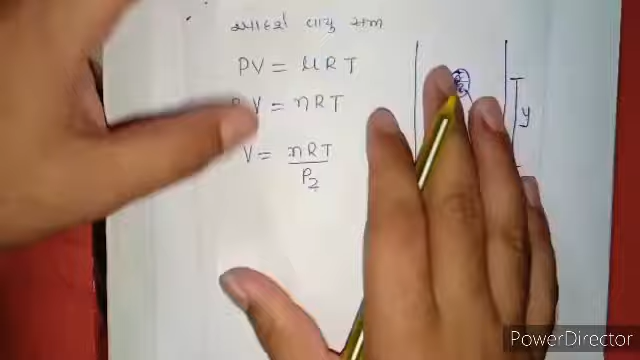 આદર્શ વાયુ સમી
PV = μRT
V = nRT
V = nRT / P2
y
PowerDirector